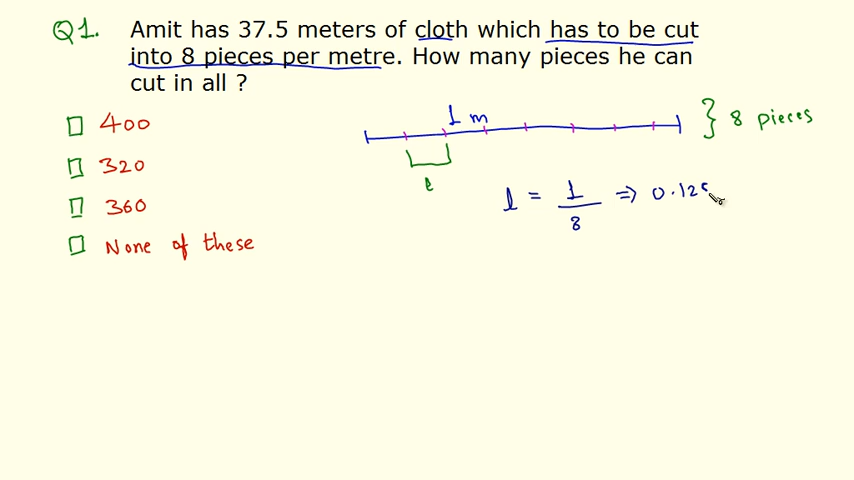 Q1. Amit has 37.5 meters of cloth which has to be cut
into 8 pieces per metre. How many pieces he can
cut in all ?
400
320
360
None of these
1 m
8 pieces
l
l = 1/8 ⇒ 0.125